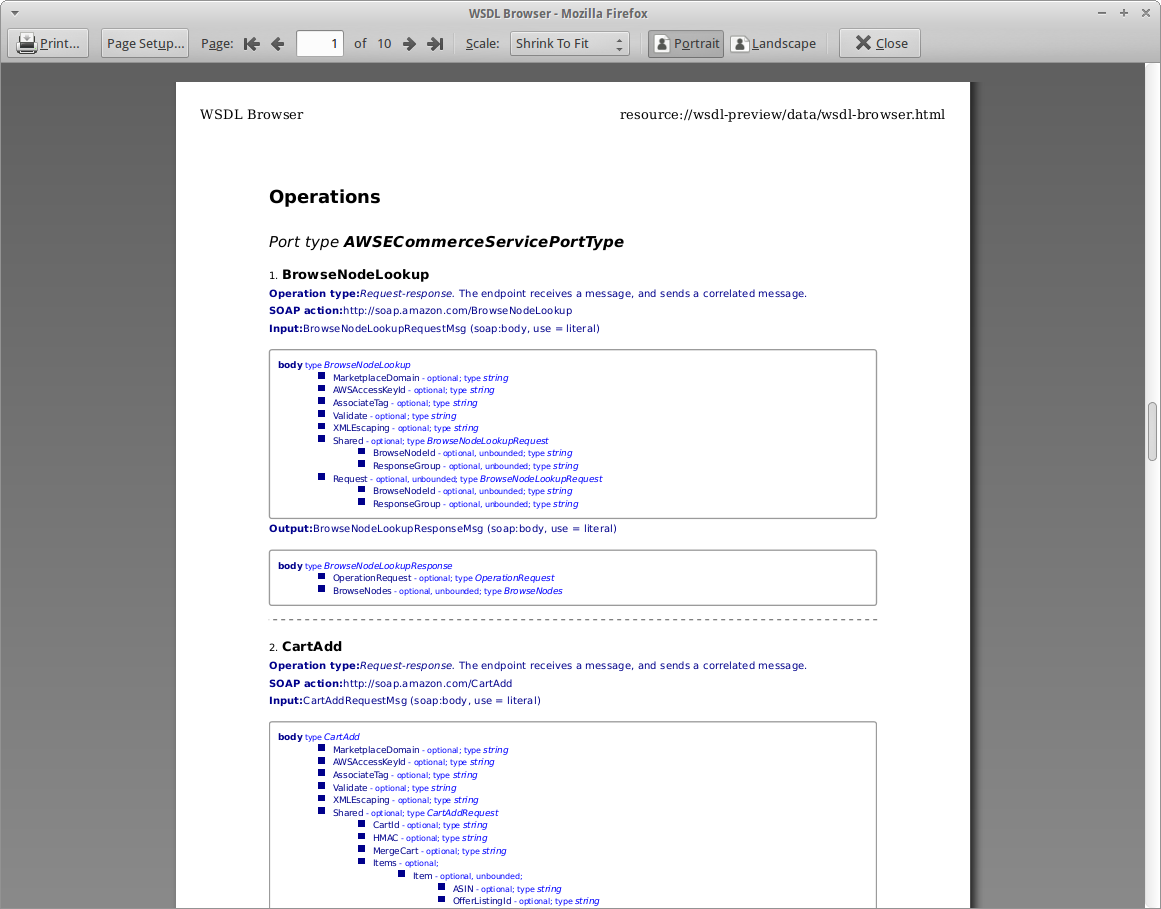 WSDL Browser - Mozilla Firefox
Print... Page Setup... Page: 1 of 10 Scale: Shrink To Fit Portrait Landscape Close
WSDL Browser resource://wsdl-preview/data/wsdl-browser.html
Operations
Port type AWSECommerceServicePortType
1. BrowseNodeLookup
Operation type:Request-response. The endpoint receives a message, and sends a correlated message.
SOAP action:http://soap.amazon.com/BrowseNodeLookup
Input:BrowseNodeLookupRequestMsg (soap:body, use = literal)
body type BrowseNodeLookup
MarketplaceDomain - optional; type string
AWSAccessKeyId - optional; type string
AssociateTag - optional; type string
Validate - optional; type string
XMLEscaping - optional; type string
Shared - optional; type BrowseNodeLookupRequest
BrowseNodeId - optional, unbounded; type string
ResponseGroup - optional, unbounded; type string
Request - optional, unbounded; type BrowseNodeLookupRequest
BrowseNodeId - optional, unbounded; type string
ResponseGroup - optional, unbounded; type string
Output:BrowseNodeLookupResponseMsg (soap:body, use = literal)
body type BrowseNodeLookupResponse
OperationRequest - optional; type OperationRequest
BrowseNodes - optional, unbounded; type BrowseNodes
2. CartAdd
Operation type:Request-response. The endpoint receives a message, and sends a correlated message.
SOAP action:http://soap.amazon.com/CartAdd
Input:CartAddRequestMsg (soap:body, use = literal)
body type CartAdd
MarketplaceDomain - optional; type string
AWSAccessKeyId - optional; type string
AssociateTag - optional; type string
Validate - optional; type string
XMLEscaping - optional; type string
Shared - optional; type CartAddRequest
CartId - optional; type string
HMAC - optional; type string
MergeCart - optional; type string
Items - optional;
Item - optional, unbounded;
ASIN - optional; type string
OfferListingId - optional; type string